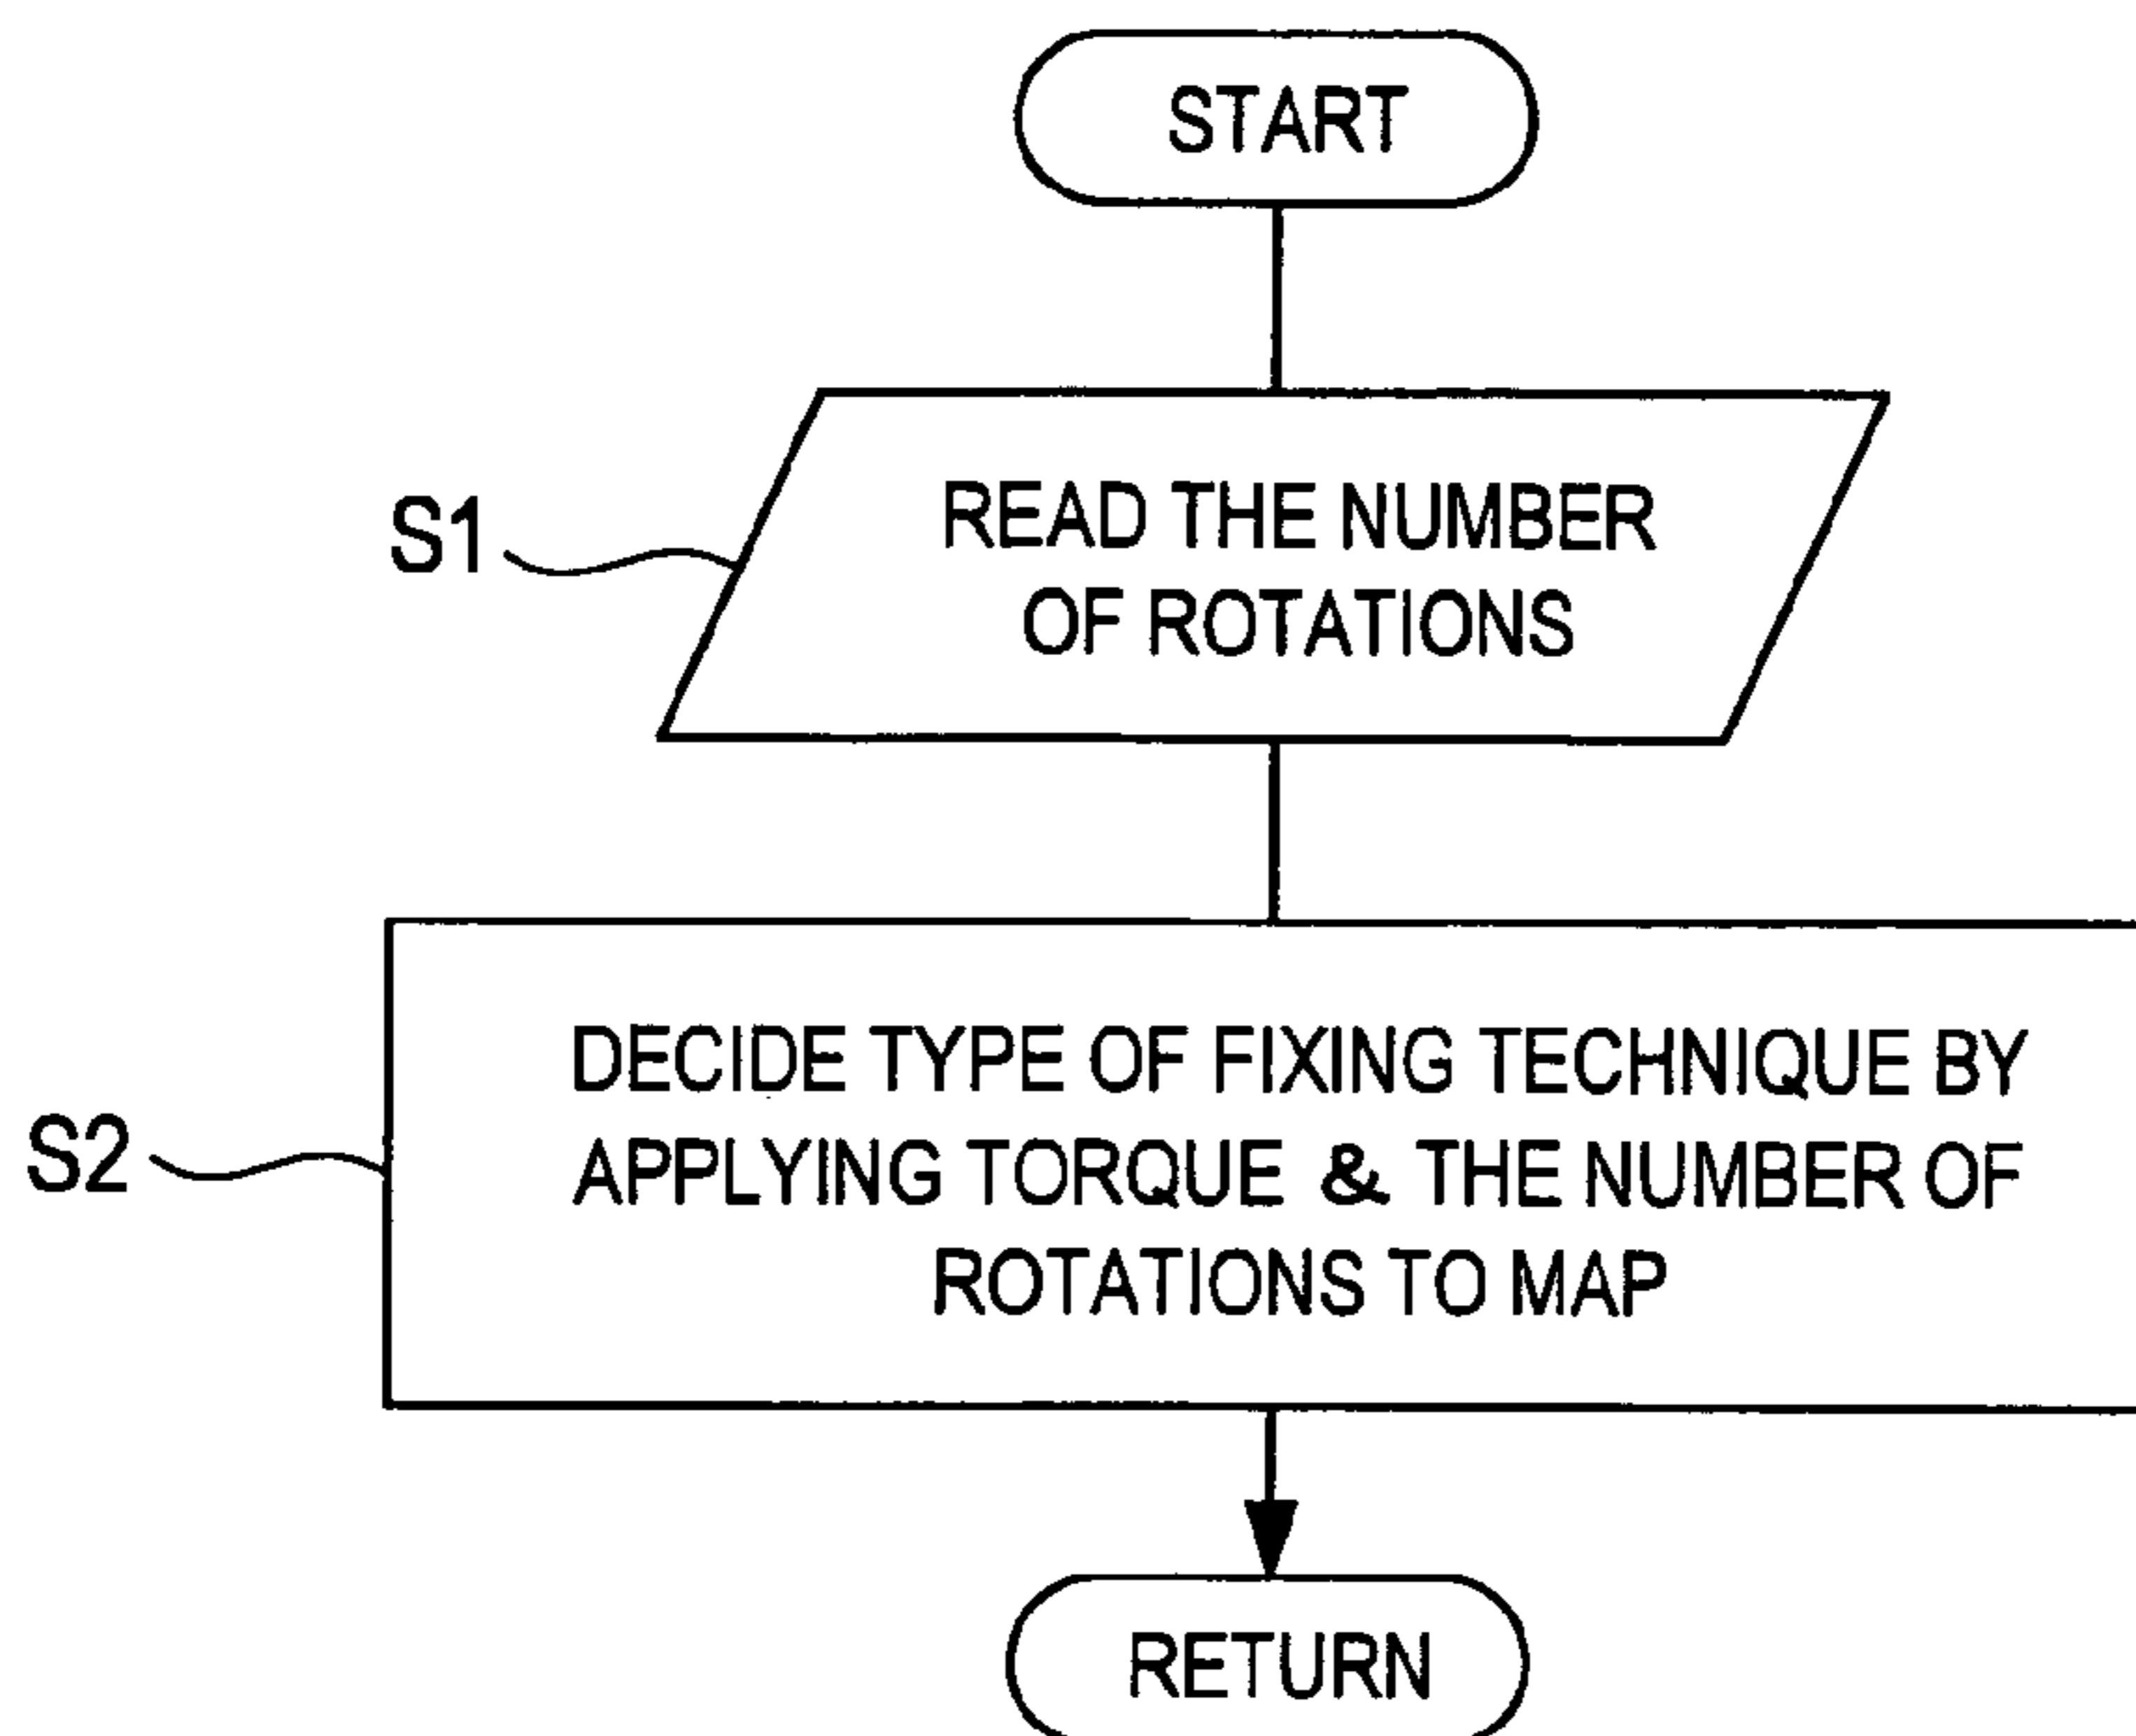 START
S1
READ THE NUMBER
OF ROTATIONS
S2
DECIDE TYPE OF FIXING TECHNIQUE BY
APPLYING TORQUE & THE NUMBER OF
ROTATIONS TO MAP
RETURN